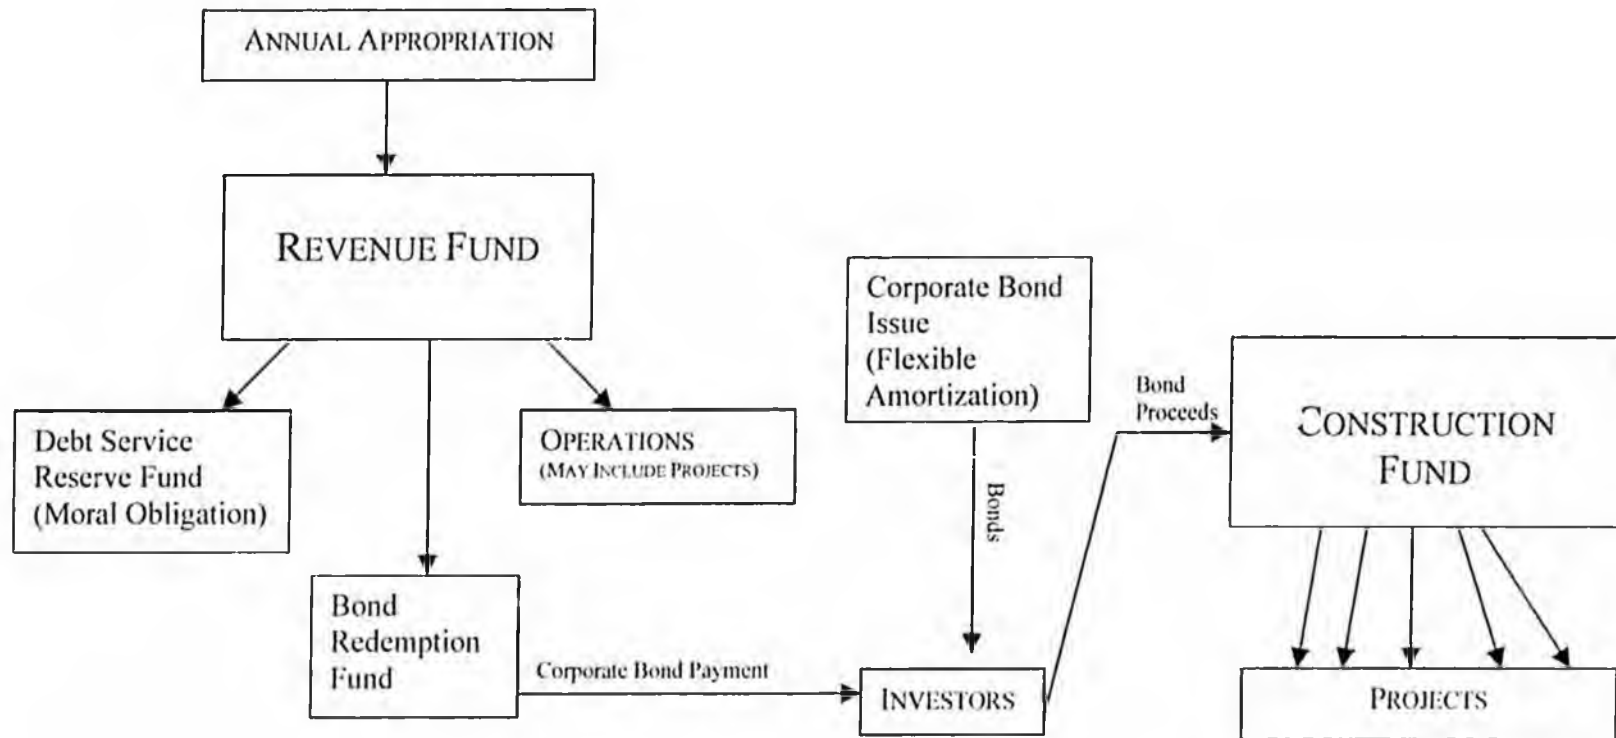 ANNUAL APPROPRIATION
REVENUE FUND
Debt Service
Reserve Fund
(Moral Obligation)
OPERATIONS
(MAY INCLUDE PROJECTS)
Bond
Redemption
Fund
Corporate Bond Payment
Corporate Bond
Issue
(Flexible
Amortization)
Bonds
INVESTORS
Bond
Proceeds
CONSTRUCTION
FUND
PROJECTS